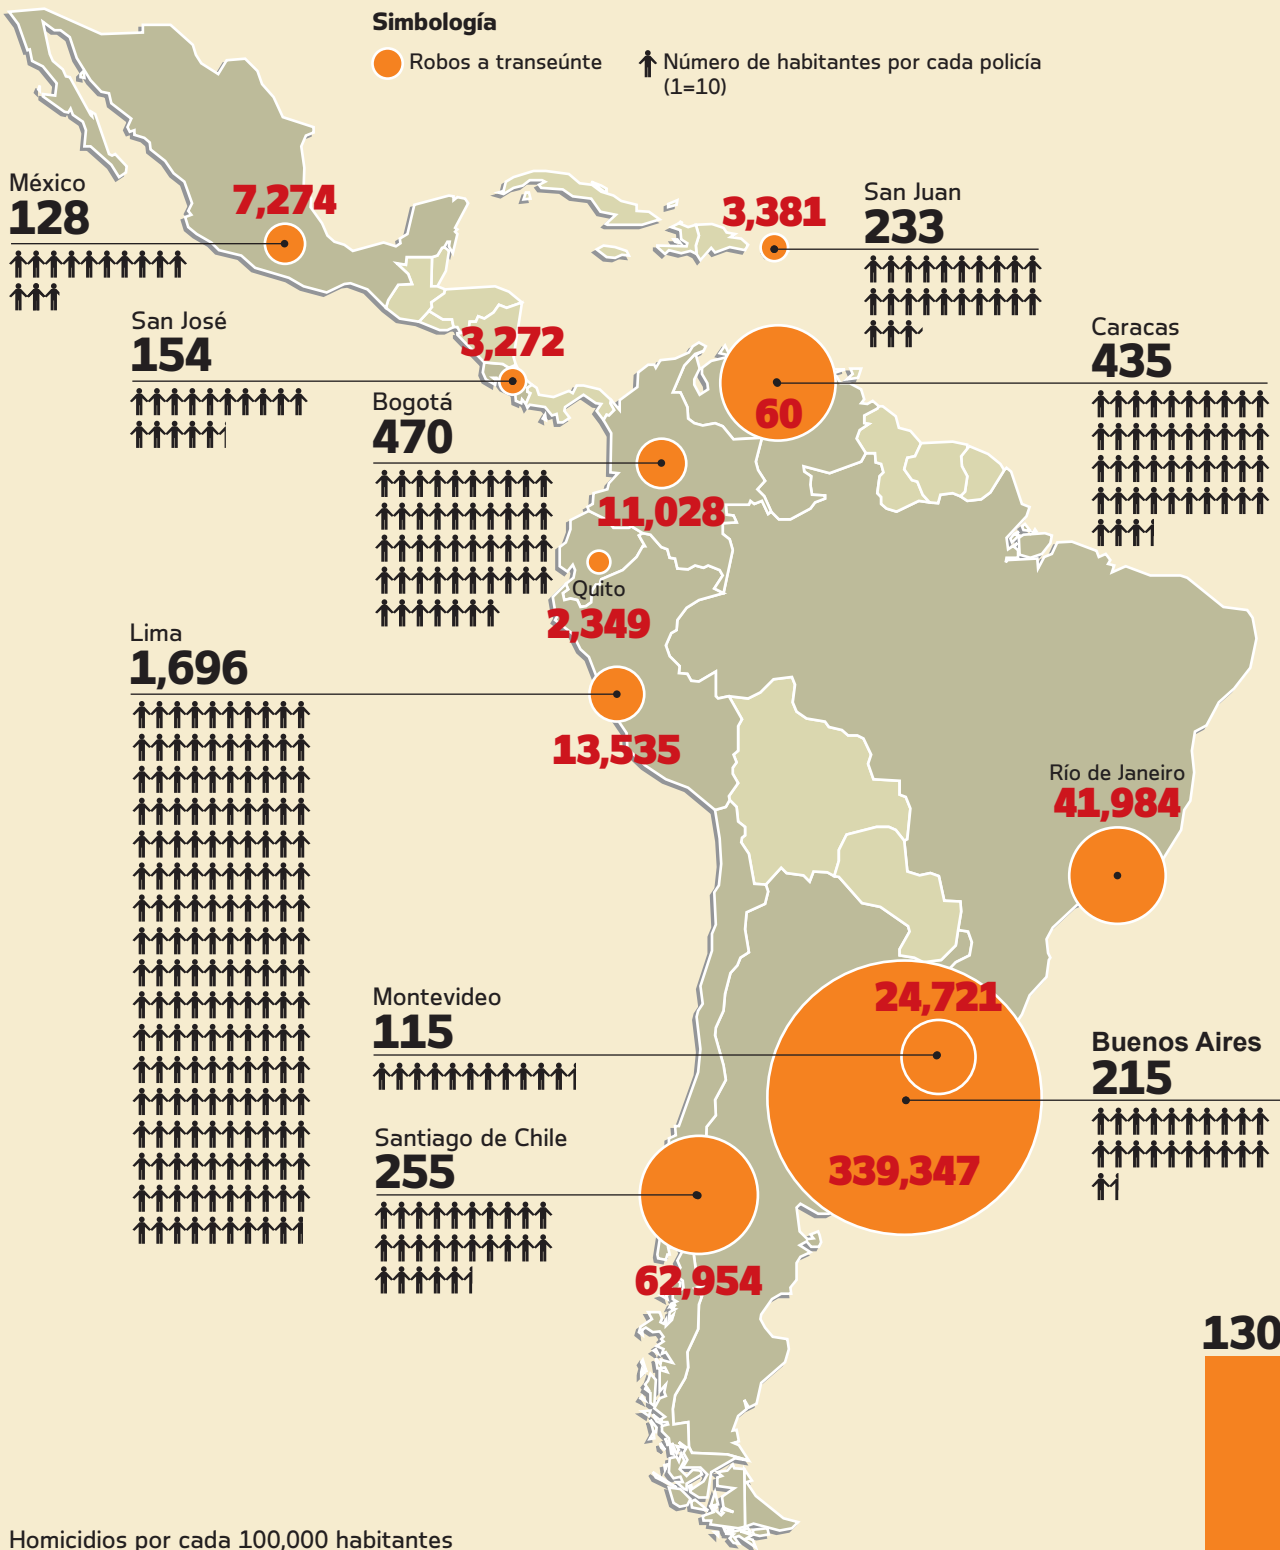 Simbología
Robos a transeúnte
Número de habitantes por cada policía
(1=10)
México
128
7,274
San Juan
233
3,381
San José
154
3,272
Caracas
435
60
Bogotá
470
11,028
Quito
2,349
Lima
1,696
13,535
Río de Janeiro
41,984
Montevideo
115
24,721
Buenos Aires
215
339,347
Santiago de Chile
255
62,954
130
Homicidios por cada 100,000 habitantes